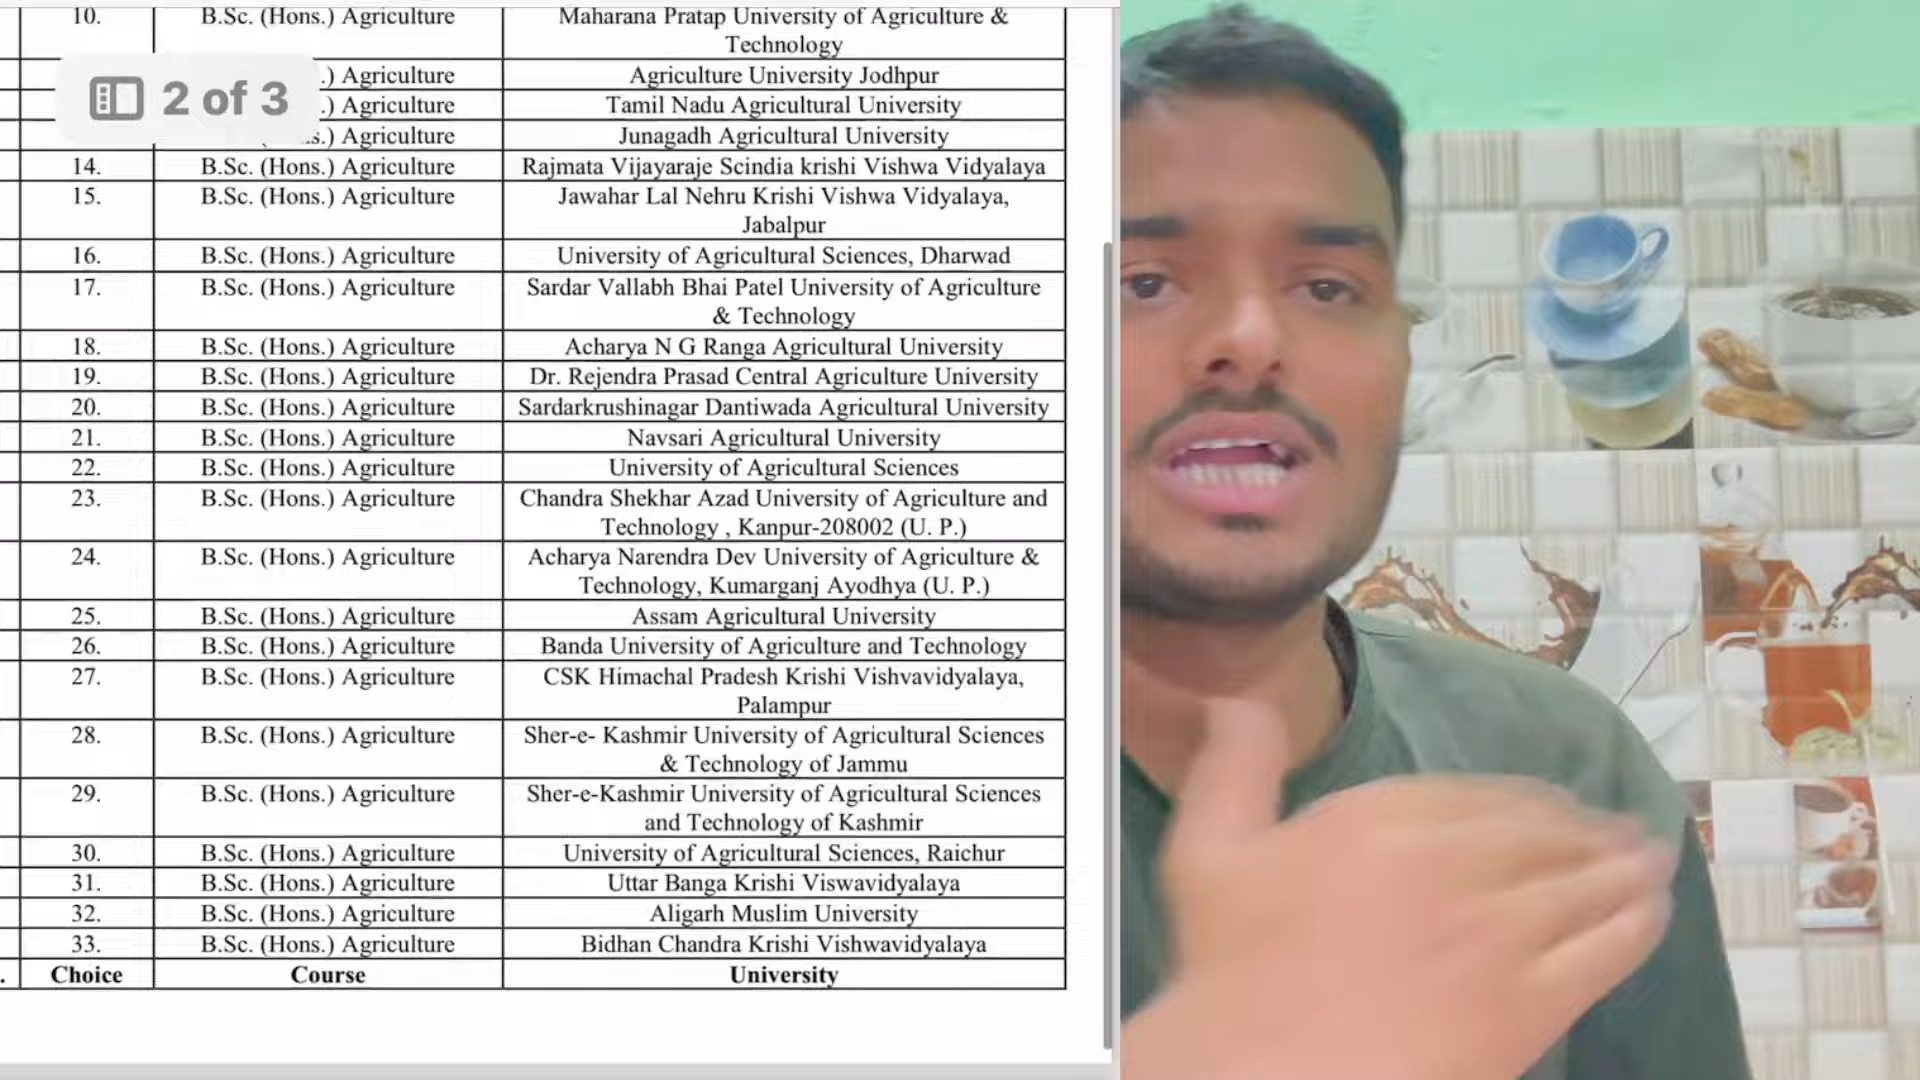 10. B.Sc. (Hons.) Agriculture Maharana Pratap University of Agriculture &
Technology
.) Agriculture Agriculture University Jodhpur
2 of 3
.) Agriculture Tamil Nadu Agricultural University
Agriculture Junagadh Agricultural University
14. B.Sc. (Hons.) Agriculture Rajmata Vijayaraje Scindia krishi Vishwa Vidyalaya
15. B.Sc. (Hons.) Agriculture Jawahar Lal Nehru Krishi Vishwa Vidyalaya,
Jabalpur
16. B.Sc. (Hons.) Agriculture University of Agricultural Sciences, Dharwad
17. B.Sc. (Hons.) Agriculture Sardar Vallabh Bhai Patel University of Agriculture
& Technology
18. B.Sc. (Hons.) Agriculture Acharya N G Ranga Agricultural University
19. B.Sc. (Hons.) Agriculture Dr. Rejendra Prasad Central Agriculture University
20. B.Sc. (Hons.) Agriculture Sardarkrushinagar Dantiwada Agricultural University
21. B.Sc. (Hons.) Agriculture Navsari Agricultural University
22. B.Sc. (Hons.) Agriculture University of Agricultural Sciences
23. B.Sc. (Hons.) Agriculture Chandra Shekhar Azad University of Agriculture and
Technology , Kanpur-208002 (U. P.)
24. B.Sc. (Hons.) Agriculture Acharya Narendra Dev University of Agriculture &
Technology, Kumarganj Ayodhya (U. P.)
25. B.Sc. (Hons.) Agriculture Assam Agricultural University
26. B.Sc. (Hons.) Agriculture Banda University of Agriculture and Technology
27. B.Sc. (Hons.) Agriculture CSK Himachal Pradesh Krishi Vishvavidyalaya,
Palampur
28. B.Sc. (Hons.) Agriculture Sher-e- Kashmir University of Agricultural Sciences
& Technology of Jammu
29. B.Sc. (Hons.) Agriculture Sher-e-Kashmir University of Agricultural Sciences
and Technology of Kashmir
30. B.Sc. (Hons.) Agriculture University of Agricultural Sciences, Raichur
31. B.Sc. (Hons.) Agriculture Uttar Banga Krishi Viswavidyalaya
32. B.Sc. (Hons.) Agriculture Aligarh Muslim University
33. B.Sc. (Hons.) Agriculture Bidhan Chandra Krishi Vishwavidyalaya
. Choice Course University